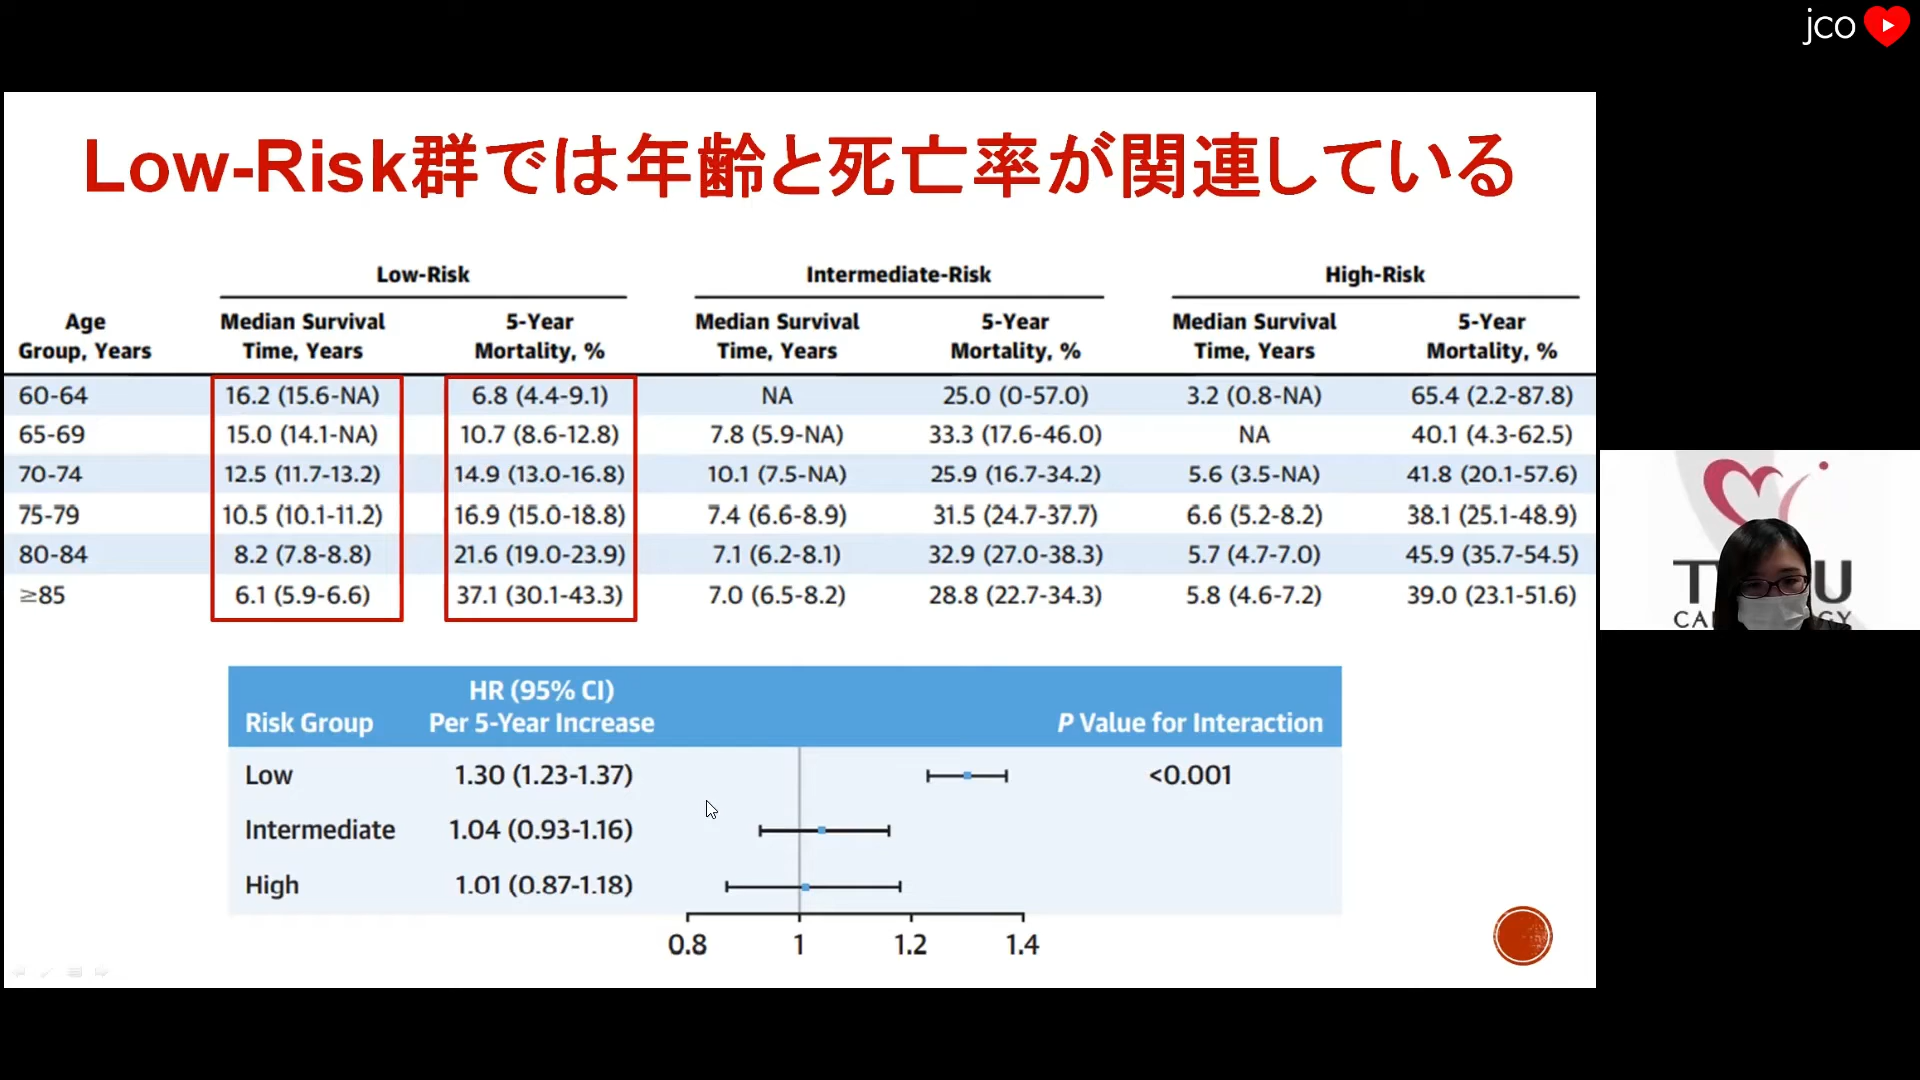 jco
Low-Risk群では年齢と死亡率が関連している
Low-Risk Intermediate-Risk High-Risk
Age Median Survival 5-Year Median Survival 5-Year Median Survival 5-Year
Group, Years Time, Years Mortality, % Time, Years Mortality, % Time, Years Mortality, %
60-64 16.2 (15.6-NA) 6.8 (4.4-9.1) NA 25.0 (0-57.0) 3.2 (0.8-NA) 65.4 (2.2-87.8)
65-69 15.0 (14.1-NA) 10.7 (8.6-12.8) 7.8 (5.9-NA) 33.3 (17.6-46.0) NA 40.1 (4.3-62.5)
70-74 12.5 (11.7-13.2) 14.9 (13.0-16.8) 10.1 (7.5-NA) 25.9 (16.7-34.2) 5.6 (3.5-NA) 41.8 (20.1-57.6)
75-79 10.5 (10.1-11.2) 16.9 (15.0-18.8) 7.4 (6.6-8.9) 31.5 (24.7-37.7) 6.6 (5.2-8.2) 38.1 (25.1-48.9)
80-84 8.2 (7.8-8.8) 21.6 (19.0-23.9) 7.1 (6.2-8.1) 32.9 (27.0-38.3) 5.7 (4.7-7.0) 45.9 (35.7-54.5)
≥85 6.1 (5.9-6.6) 37.1 (30.1-43.3) 7.0 (6.5-8.2) 28.8 (22.7-34.3) 5.8 (4.6-7.2) 39.0 (23.1-51.6)
HR (95% CI)
Risk Group Per 5-Year Increase P Value for Interaction
Low 1.30 (1.23-1.37) <0.001
Intermediate 1.04 (0.93-1.16)
High 1.01 (0.87-1.18)
0.8 1 1.2 1.4